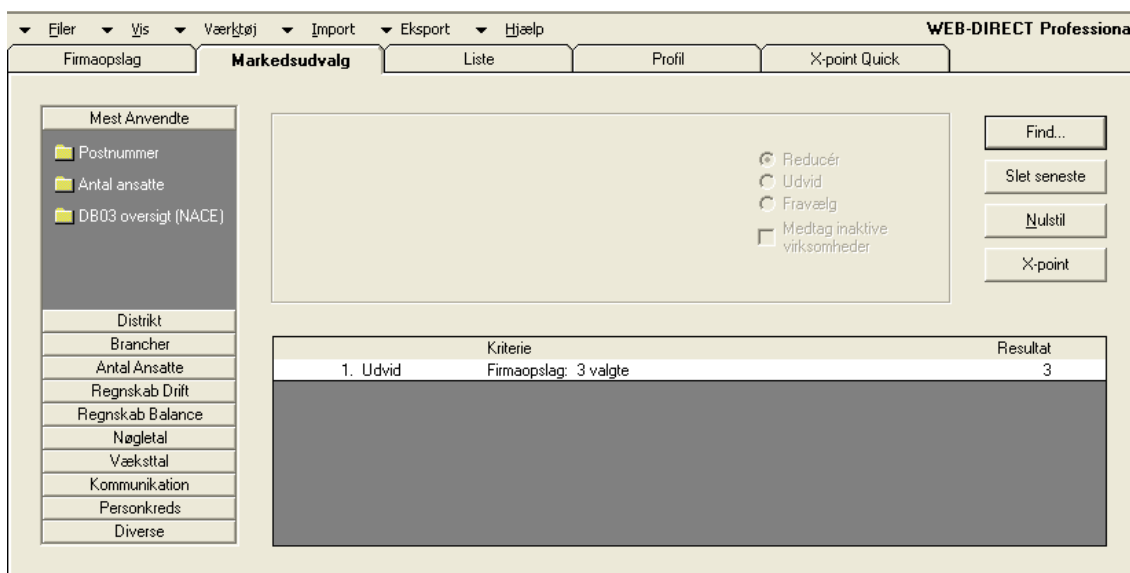 Filer Vis Værktøj Import Eksport Hjælp WEB-DIRECT Professiona
Firmaopslag Markedsudvalg Liste Profil X-point Quick
Mest Anvendte
Postnummer
Antal ansatte
DB03 oversigt (NACE)
Distrikt
Brancher
Antal Ansatte
Regnskab Drift
Regnskab Balance
Nøgletal
Væksttal
Kommunikation
Personkreds
Diverse
Reducér
Udvid
Fravælg
Medtag inaktive
virksomheder
Find...
Slet seneste
Nulstil
X-point
Kriterie Resultat
1. Udvid Firmaopslag: 3 valgte 3